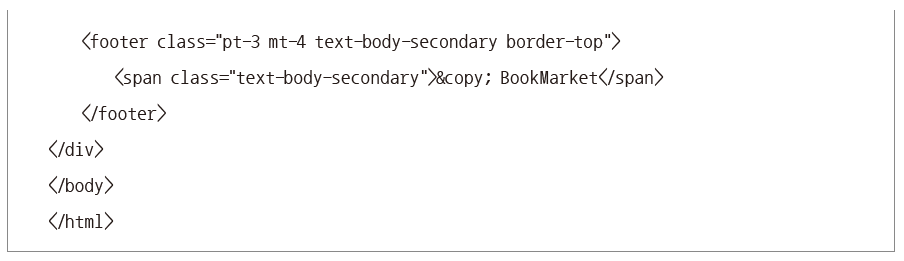 <footer class="pt-3 mt-4 text-body-secondary border-top">
<span class="text-body-secondary">&copy; BookMarket</span>
</footer>
</div>
</body>
</html>